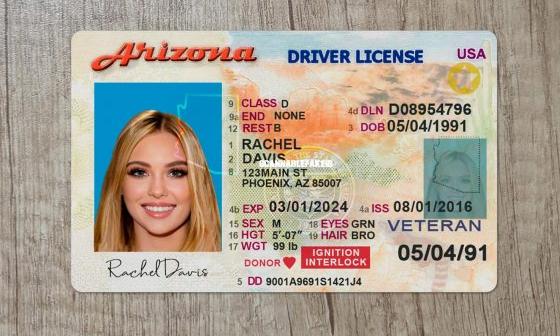 Arizona DRIVER LICENSE USA
9 CLASS D 4d DLN D08954796
9a END NONE
12 REST B 3 DOB 05/04/1991
1 RACHEL
2 DAVIS
8 123MAIN ST
PHOENIX, AZ 85007
SCANNABLEFAKEIDS
4b EXP 03/01/2024 4a ISS 08/01/2016
15 SEX M 18 EYES GRN VETERAN
16 HGT 5'-07" 19 HAIR BRO
17 WGT 99 lb
05/04/91
DONOR IGNITION
INTERLOCK
Rachel Davis
5 DD 9001A9691S1421J4